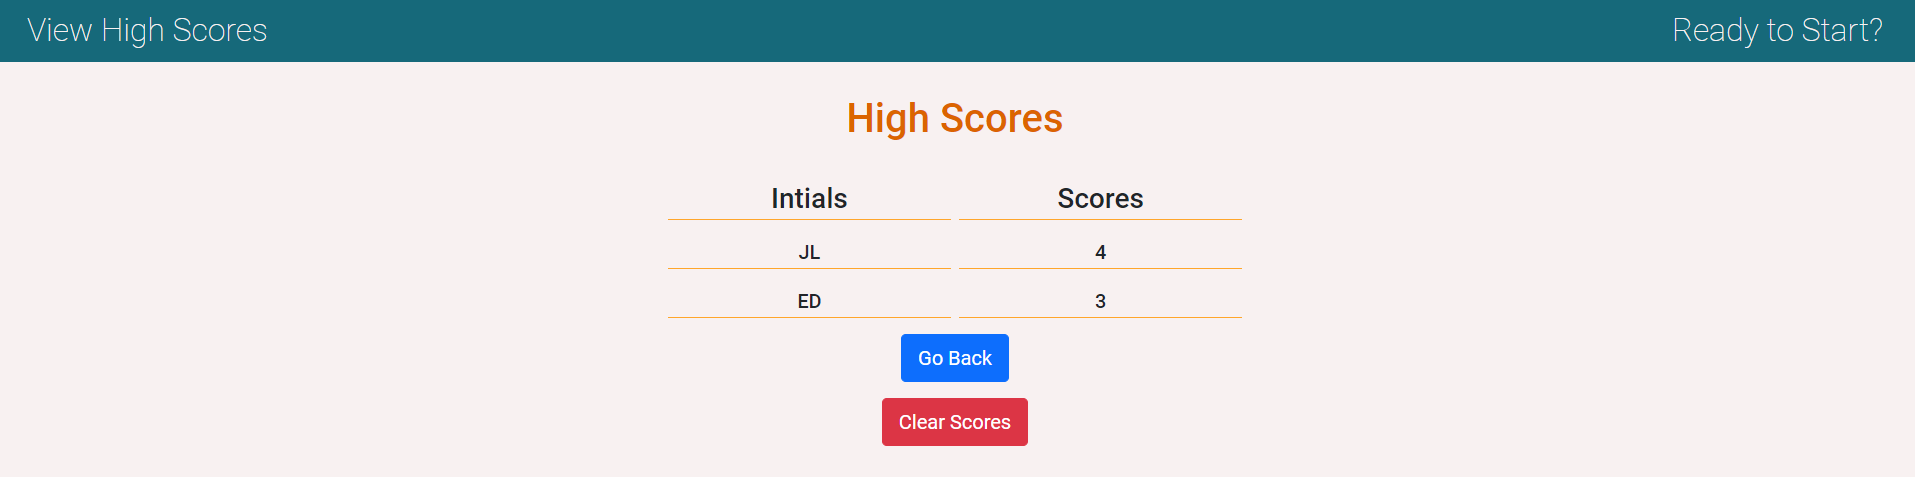 View High Scores Ready to Start?
High Scores
Intials Scores
JL 4
ED 3
Go Back
Clear Scores